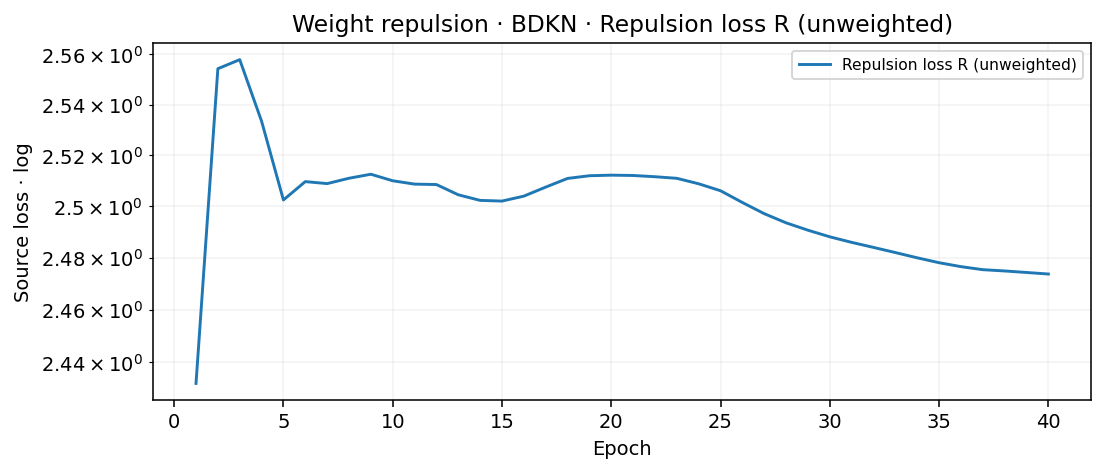 Weight repulsion · BDKN · Repulsion loss R (unweighted)
Repulsion loss R (unweighted)
Source loss · log
2.56 × 10⁰
2.54 × 10⁰
2.52 × 10⁰
2.5 × 10⁰
2.48 × 10⁰
2.46 × 10⁰
2.44 × 10⁰
0 5 10 15 20 25 30 35 40
Epoch